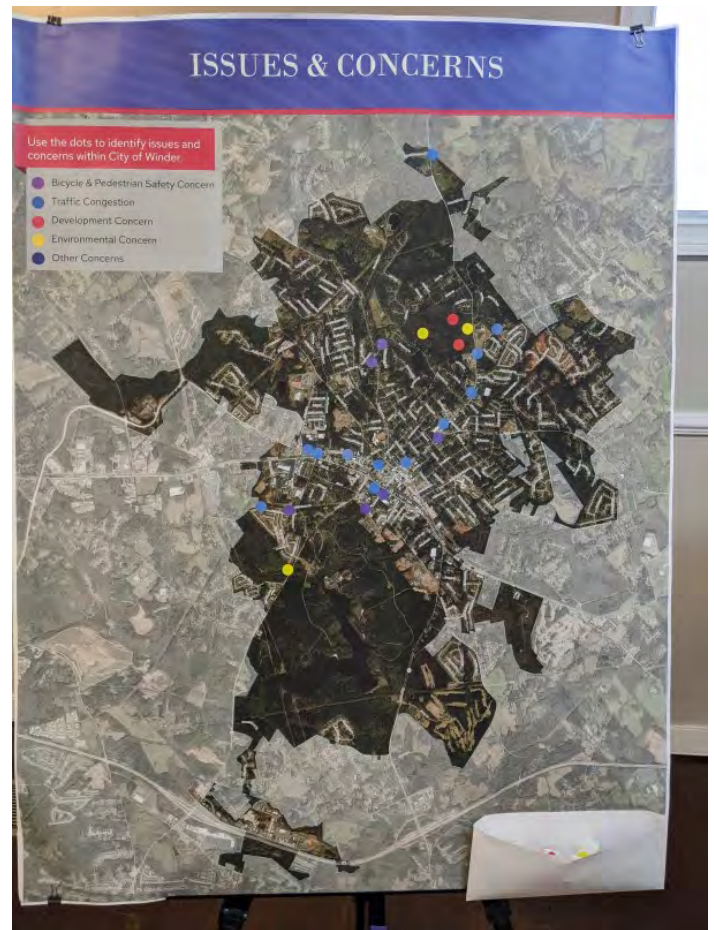 ISSUES & CONCERNS
Use the dots to identify issues and
concerns within City of Winder.
Bicycle & Pedestrian Safety Concern
Traffic Congestion
Development Concern
Environmental Concern
Other Concerns